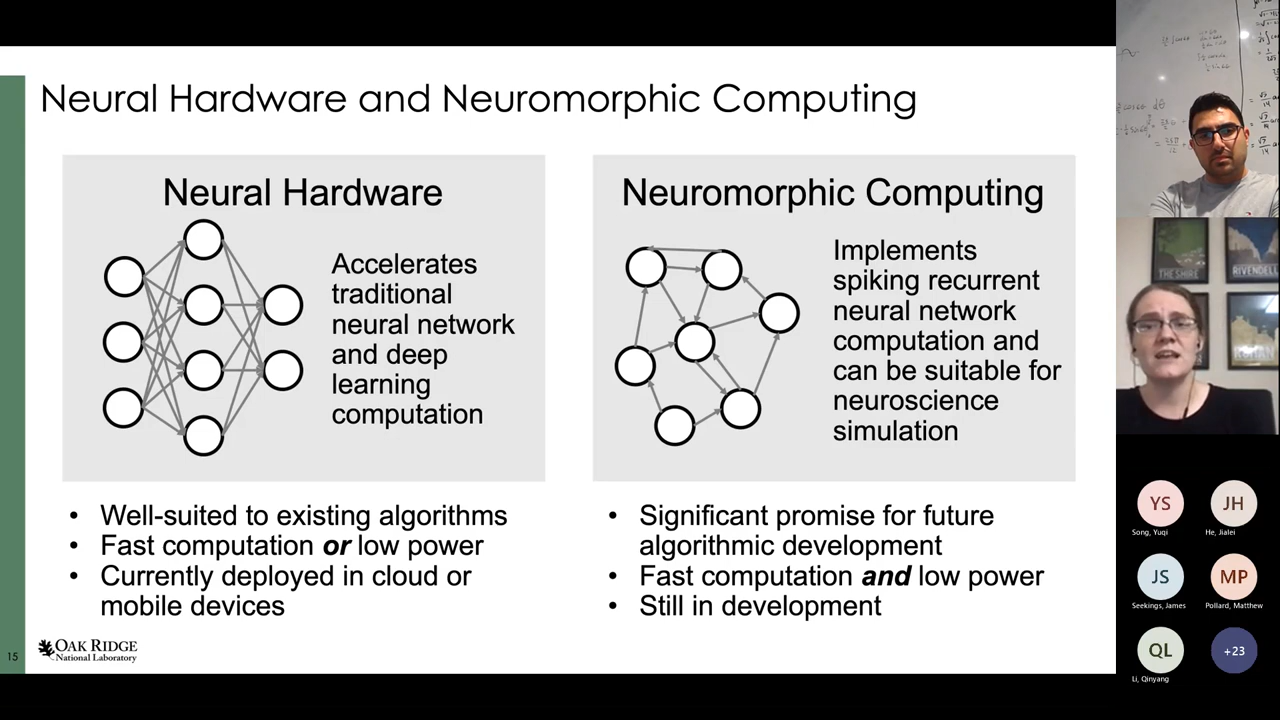 Neural Hardware and Neuromorphic Computing
Neural Hardware
Accelerates
traditional
neural network
and deep
learning
computation
• Well-suited to existing algorithms
• Fast computation or low power
• Currently deployed in cloud or
mobile devices
Neuromorphic Computing
Implements
spiking recurrent
neural network
computation and
can be suitable for
neuroscience
simulation
• Significant promise for future
algorithmic development
• Fast computation and low power
• Still in development
15
OAK RIDGE
National Laboratory
THE SHIRE
RIVENDELL
YS
Song, Yuqi
JH
He, Jialei
JS
Seekings, James
MP
Pollard, Matthew
QL
Li, Qinyang
+23